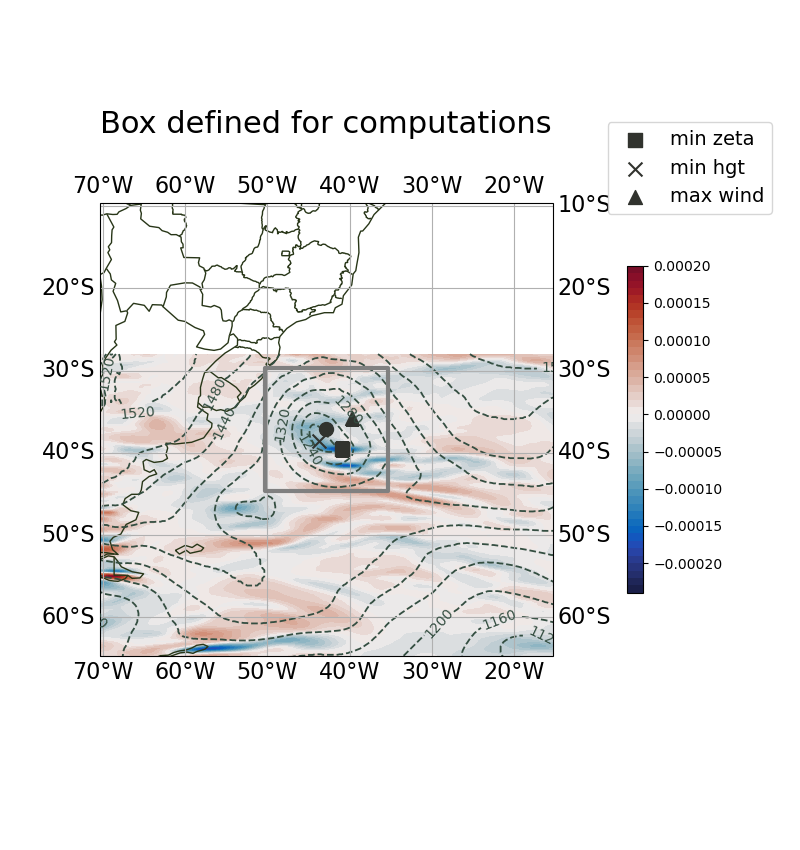 Box defined for computations
min zeta
min hgt
max wind
70°W 60°W 50°W 40°W 30°W 20°W
10°S
20°S 20°S
30°S 30°S
40°S 40°S
50°S 50°S
60°S 60°S
70°W 60°W 50°W 40°W 30°W 20°W
0.00020
0.00015
0.00010
0.00005
0.00000
−0.00005
−0.00010
−0.00015
−0.00020
1520
1520
1480
1440
1320
1280
1240
1200
1160